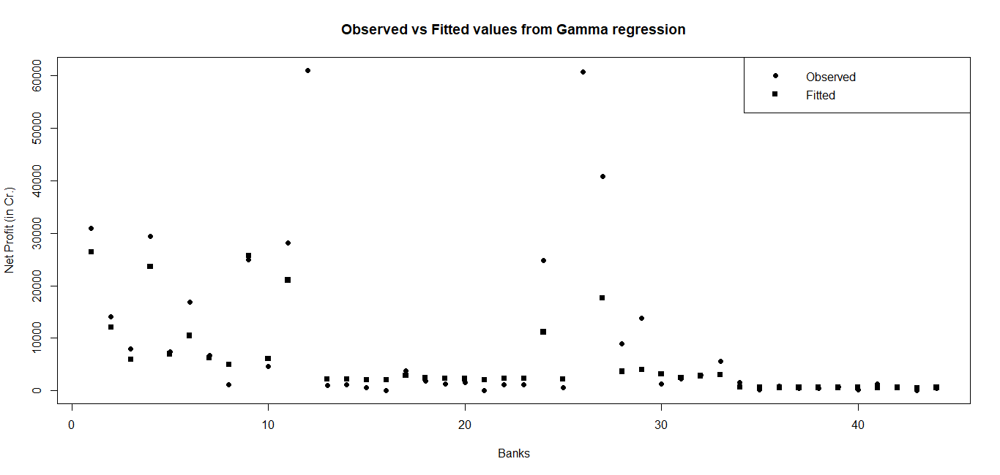 Observed vs Fitted values from Gamma regression
Observed
Fitted
Net Profit (in Cr.)
60000
50000
40000
30000
20000
10000
0
0 10 20 30 40
Banks